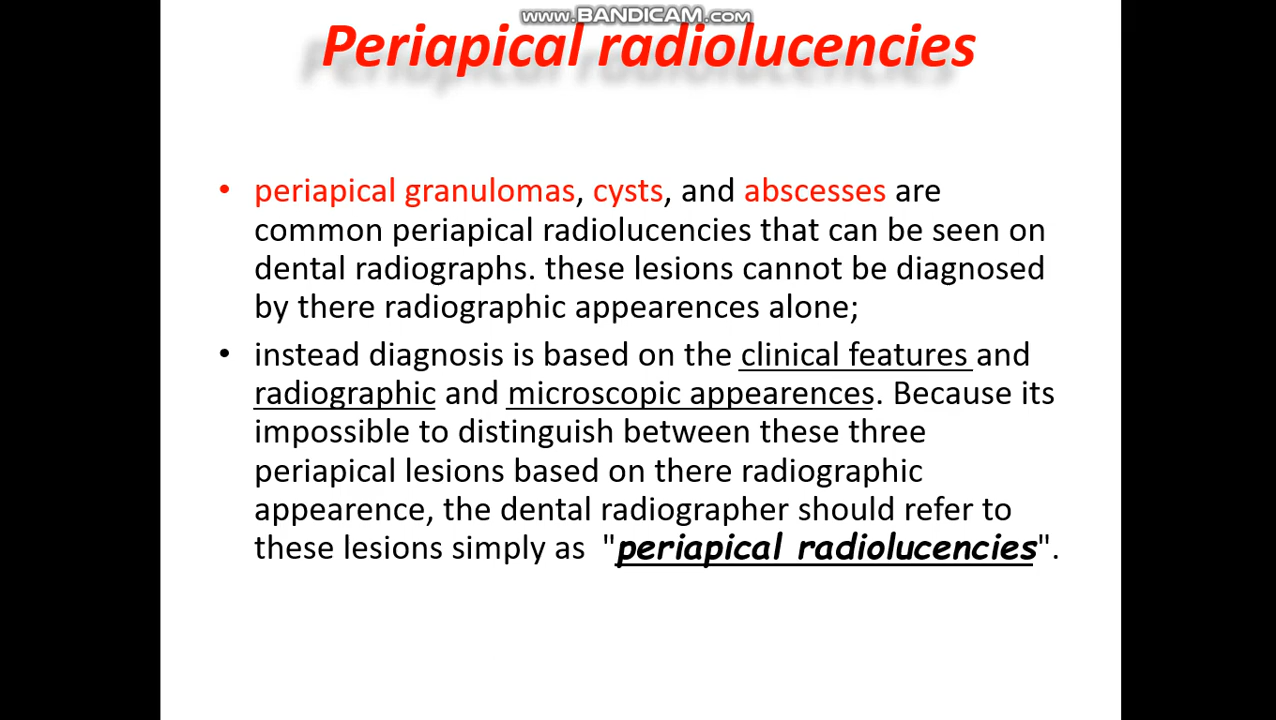 www.BANDICAM.com
Periapical radiolucencies
• periapical granulomas, cysts, and abscesses are
common periapical radiolucencies that can be seen on
dental radiographs. these lesions cannot be diagnosed
by there radiographic appearences alone;
• instead diagnosis is based on the clinical features and
radiographic and microscopic appearences. Because its
impossible to distinguish between these three
periapical lesions based on there radiographic
appearence, the dental radiographer should refer to
these lesions simply as "periapical radiolucencies".